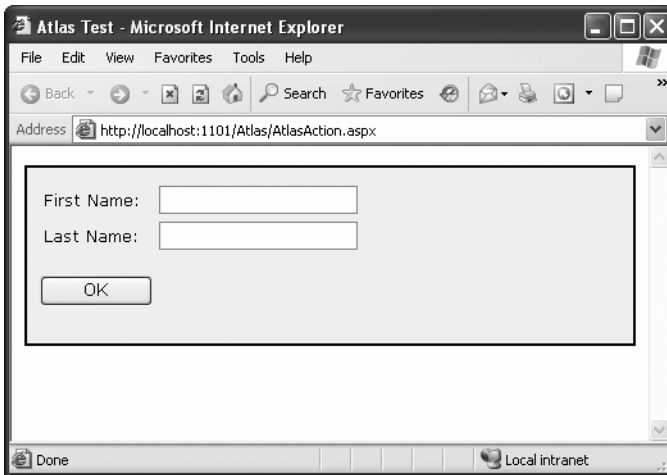 Atlas Test - Microsoft Internet Explorer
File Edit View Favorites Tools Help
Back Search Favorites »
Address http://localhost:1101/Atlas/AtlasAction.aspx
First Name:
Last Name:
OK
Done Local intranet